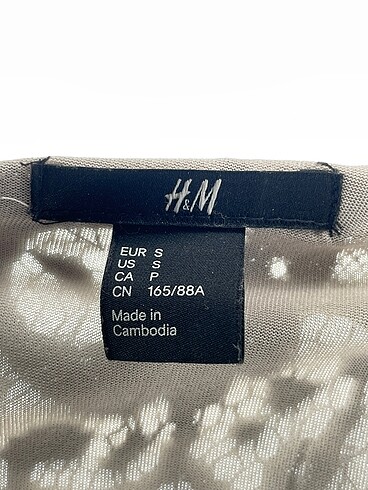 H&M
EUR S
US S
CA P
CN 165/88A
Made in
Cambodia